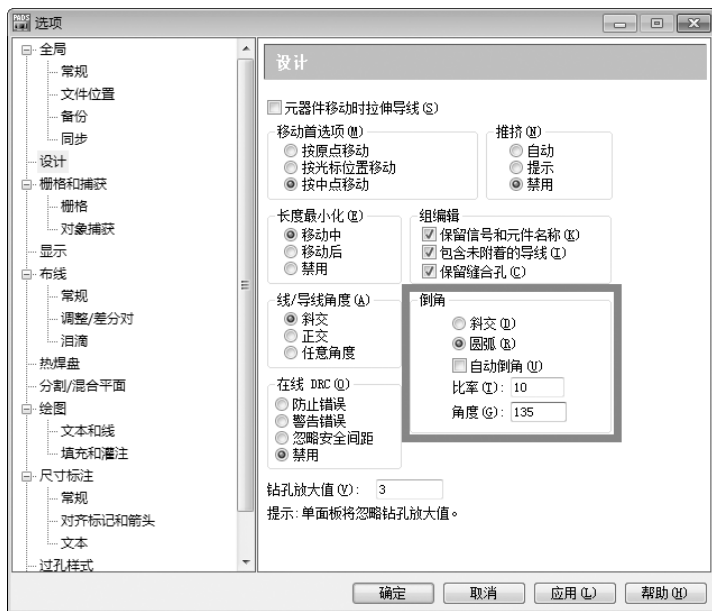 PADS 选项
全局
常规
文件位置
备份
同步
设计
栅格和捕获
栅格
对象捕获
显示
布线
常规
调整/差分对
泪滴
热焊盘
分割/混合平面
绘图
文本和线
填充和灌注
尺寸标注
常规
对齐标记和箭头
文本
过孔样式
设计
元器件移动时拉伸导线(S)
移动首选项(M)
按原点移动
按光标位置移动
按中点移动
推挤(N)
自动
提示
禁用
长度最小化(E)
移动中
移动后
禁用
组编辑
保留信号和元件名称(K)
包含未附着的导线(I)
保留缝合孔(C)
线/导线角度(A)
斜交
正交
任意角度
倒角
斜交(D)
圆弧(R)
自动倒角(U)
比率(T): 10
角度(G): 135
在线 DRC(O)
防止错误
警告错误
忽略安全间距
禁用
钻孔放大值(Y): 3
提示:单面板将忽略钻孔放大值。
确定 取消 应用(L) 帮助(H)